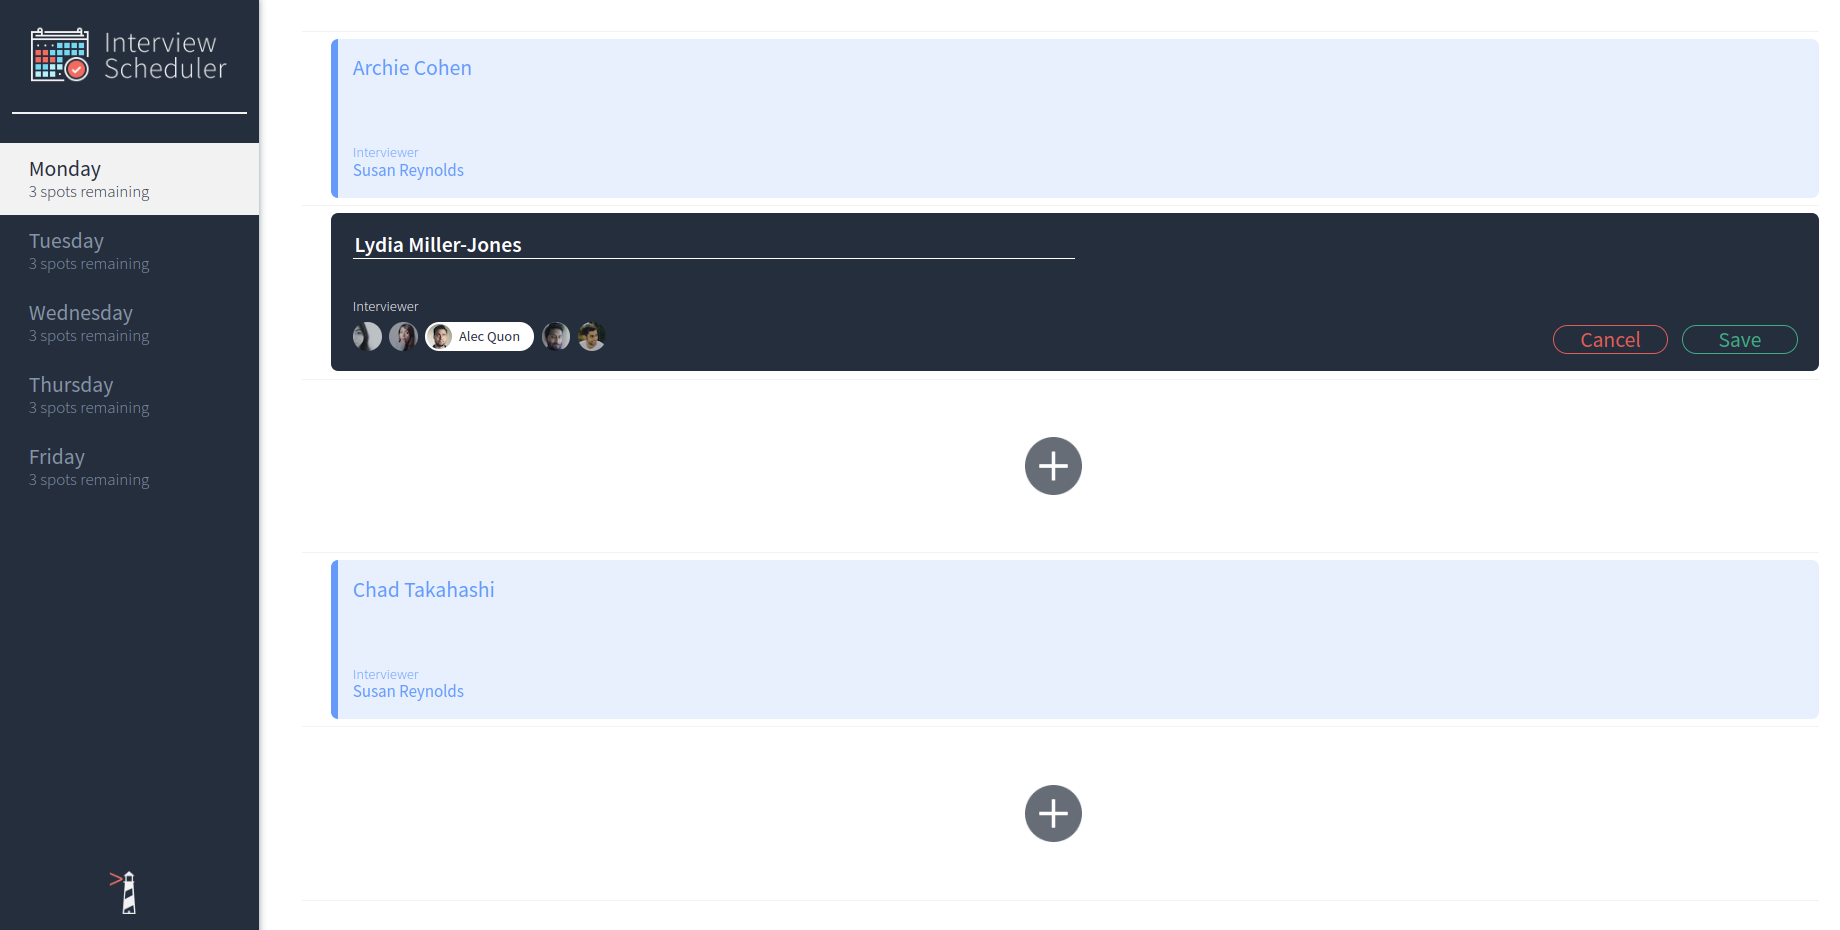 Interview
Scheduler
Monday
3 spots remaining
Tuesday
3 spots remaining
Wednesday
3 spots remaining
Thursday
3 spots remaining
Friday
3 spots remaining
Archie Cohen
Interviewer
Susan Reynolds
Lydia Miller-Jones
Interviewer
Alec Quon
Cancel
Save
Chad Takahashi
Interviewer
Susan Reynolds